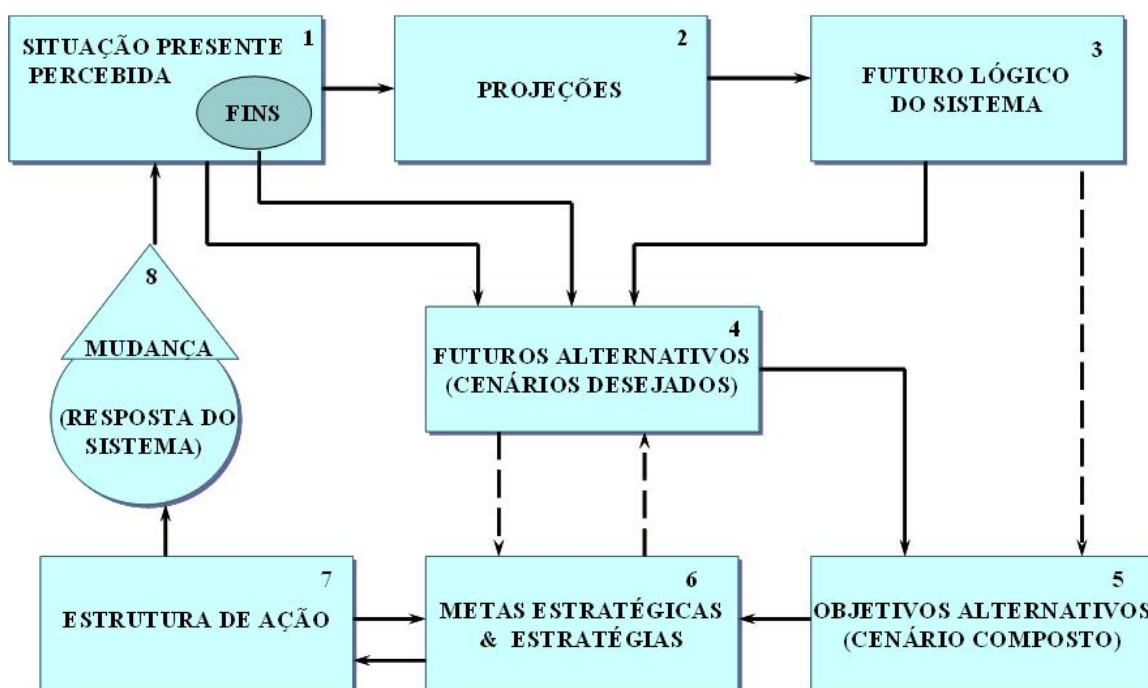 1
SITUAÇÃO PRESENTE
PERCEBIDA
FINS
2
PROJEÇÕES
3
FUTURO LÓGICO
DO SISTEMA
4
FUTUROS ALTERNATIVOS
(CENÁRIOS DESEJADOS)
8
MUDANÇA
(RESPOSTA DO
SISTEMA)
7
ESTRUTURA DE AÇÃO
6
METAS ESTRATÉGICAS
& ESTRATÉGIAS
5
OBJETIVOS ALTERNATIVOS
(CENÁRIO COMPOSTO)